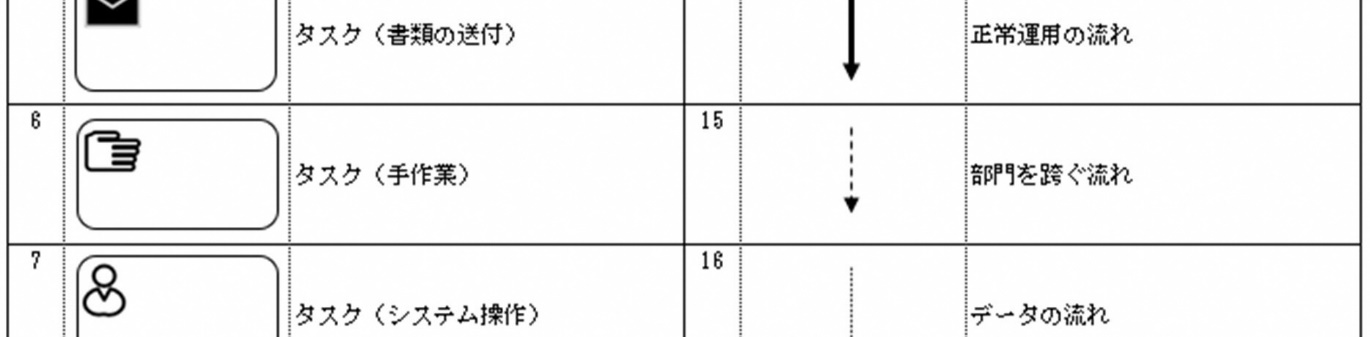 タスク（書類の送付）
正常運用の流れ
6
タスク（手作業）
15
部門を跨ぐ流れ
7
タスク（システム操作）
16
データの流れ